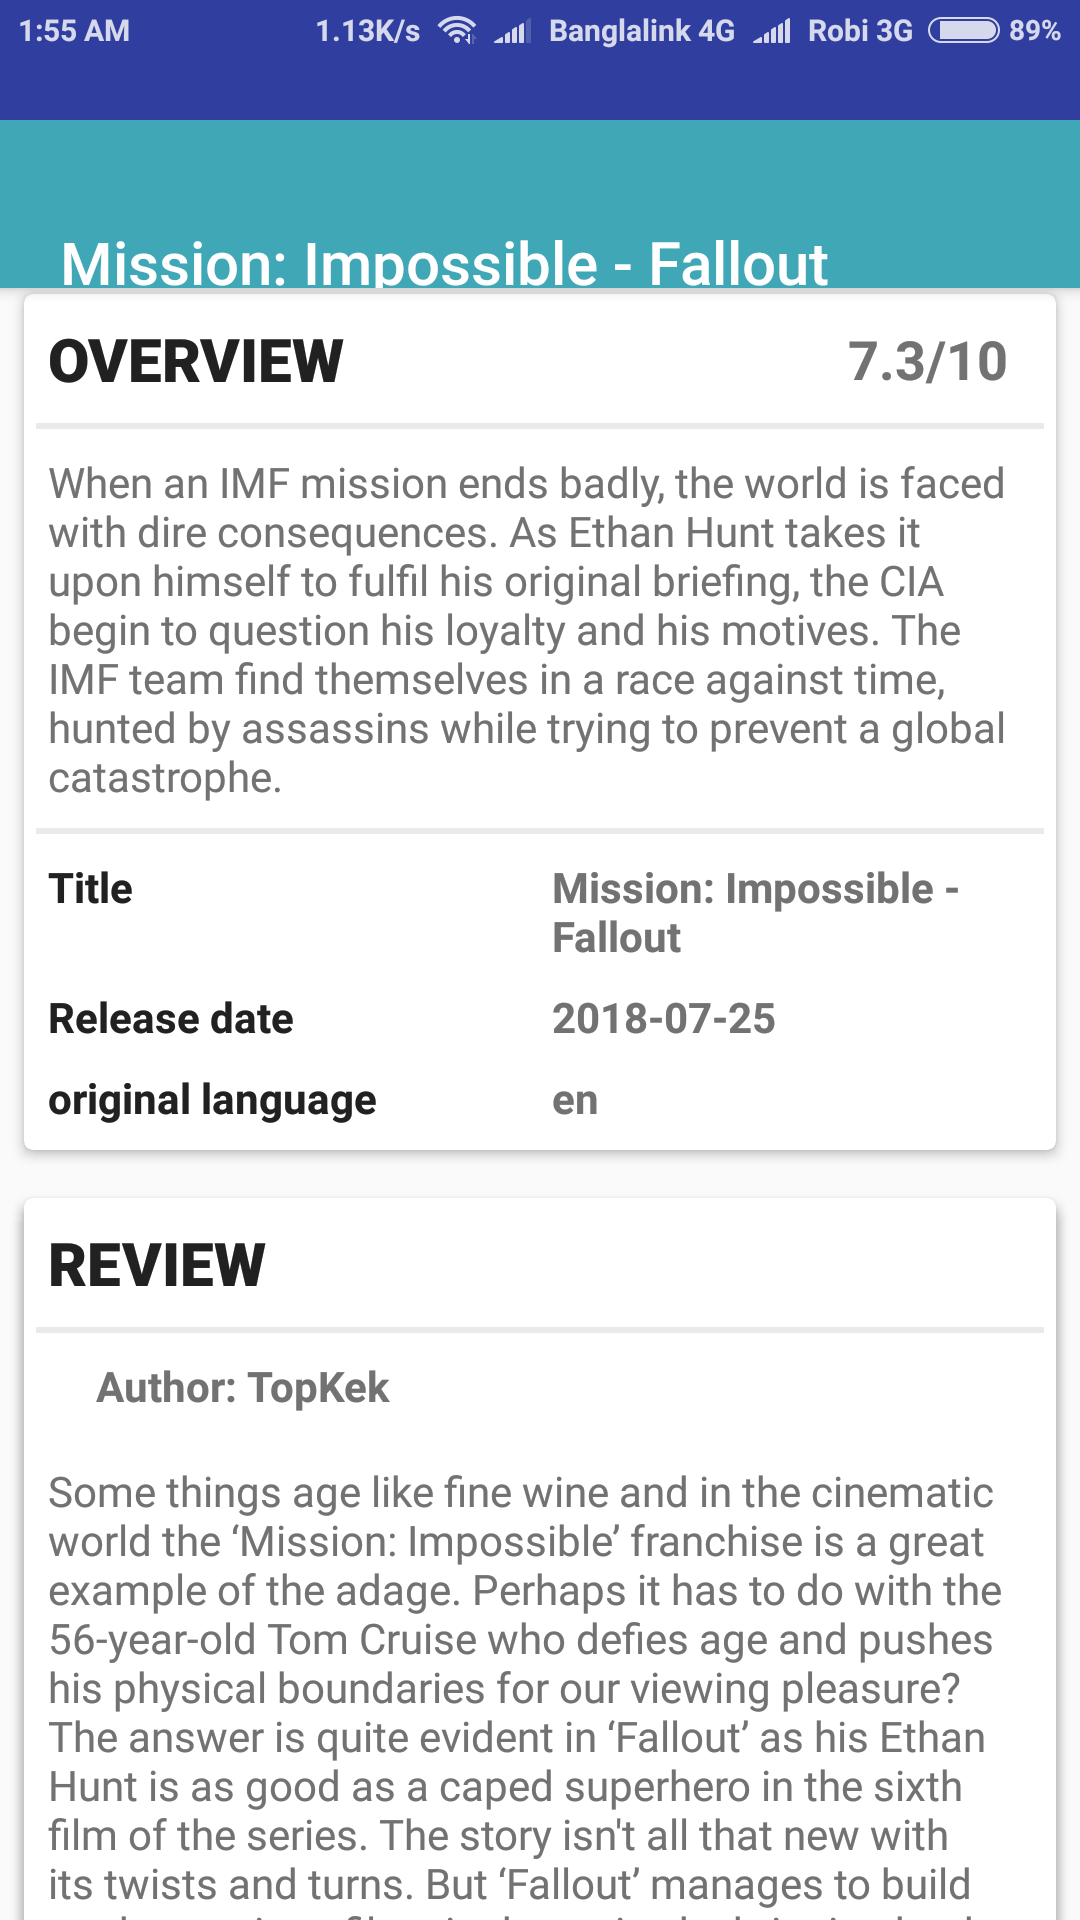 1:55 AM 1.13K/s Banglalink 4G Robi 3G 89%
Mission: Impossible - Fallout
OVERVIEW 7.3/10
When an IMF mission ends badly, the world is faced
with dire consequences. As Ethan Hunt takes it
upon himself to fulfil his original briefing, the CIA
begin to question his loyalty and his motives. The
IMF team find themselves in a race against time,
hunted by assassins while trying to prevent a global
catastrophe.
Title Mission: Impossible -
Fallout
Release date 2018-07-25
original language en
REVIEW
Author: TopKek
Some things age like fine wine and in the cinematic
world the ‘Mission: Impossible’ franchise is a great
example of the adage. Perhaps it has to do with the
56-year-old Tom Cruise who defies age and pushes
his physical boundaries for our viewing pleasure?
The answer is quite evident in ‘Fallout’ as his Ethan
Hunt is as good as a caped superhero in the sixth
film of the series. The story isn't all that new with
its twists and turns. But ‘Fallout’ manages to build